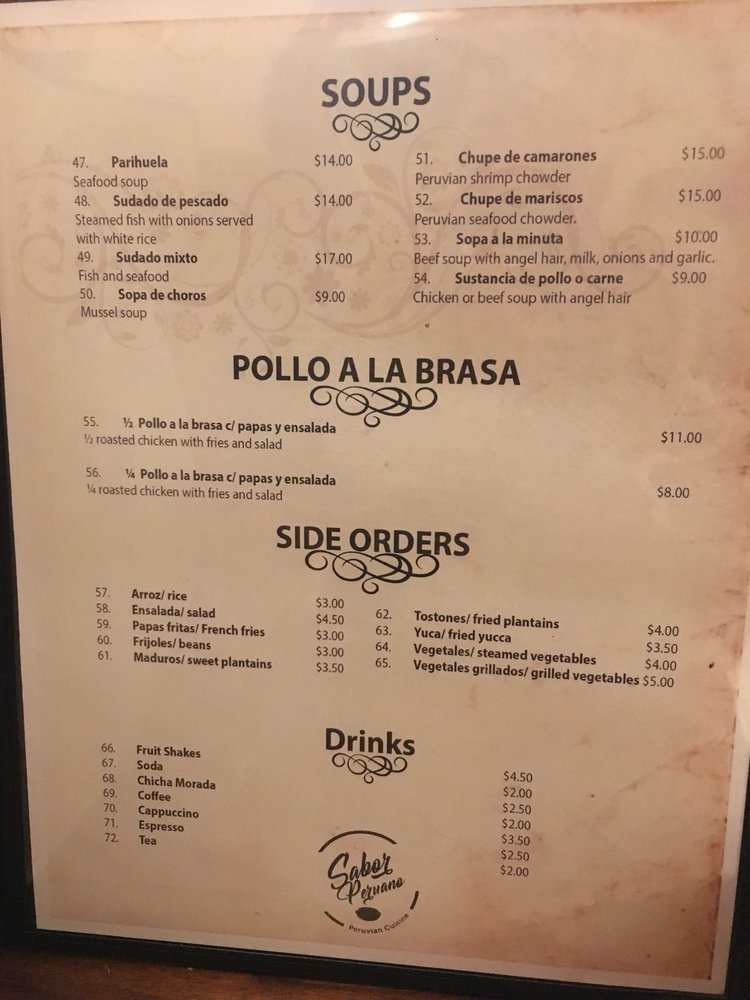 SOUPS
47. Parihuela $14.00
Seafood soup
48. Sudado de pescado $14.00
Steamed fish with onions served
with white rice
49. Sudado mixto $17.00
Fish and seafood
50. Sopa de choros $9.00
Mussel soup
51. Chupe de camarones $15.00
Peruvian shrimp chowder
52. Chupe de mariscos $15.00
Peruvian seafood chowder.
53. Sopa a la minuta $10.00
Beef soup with angel hair, milk, onions and garlic.
54. Sustancia de pollo o carne $9.00
Chicken or beef soup with angel hair
POLLO A LA BRASA
55. ½ Pollo a la brasa c/ papas y ensalada
½ roasted chicken with fries and salad $11.00
56. ¼ Pollo a la brasa c/ papas y ensalada
¼ roasted chicken with fries and salad $8.00
SIDE ORDERS
57. Arroz/ rice $3.00
58. Ensalada/ salad $4.50
59. Papas fritas/ French fries $3.00
60. Frijoles/ beans $3.00
61. Maduros/ sweet plantains $3.50
62. Tostones/ fried plantains $4.00
63. Yuca/ fried yucca $3.50
64. Vegetales/ steamed vegetables $4.00
65. Vegetales grillados/ grilled vegetables $5.00
Drinks
66. Fruit Shakes $4.50
67. Soda $2.00
68. Chicha Morada $2.50
69. Coffee $2.00
70. Cappuccino $3.50
71. Espresso $2.50
72. Tea $2.00
Sabor
Peruano
Peruvian Cuisine